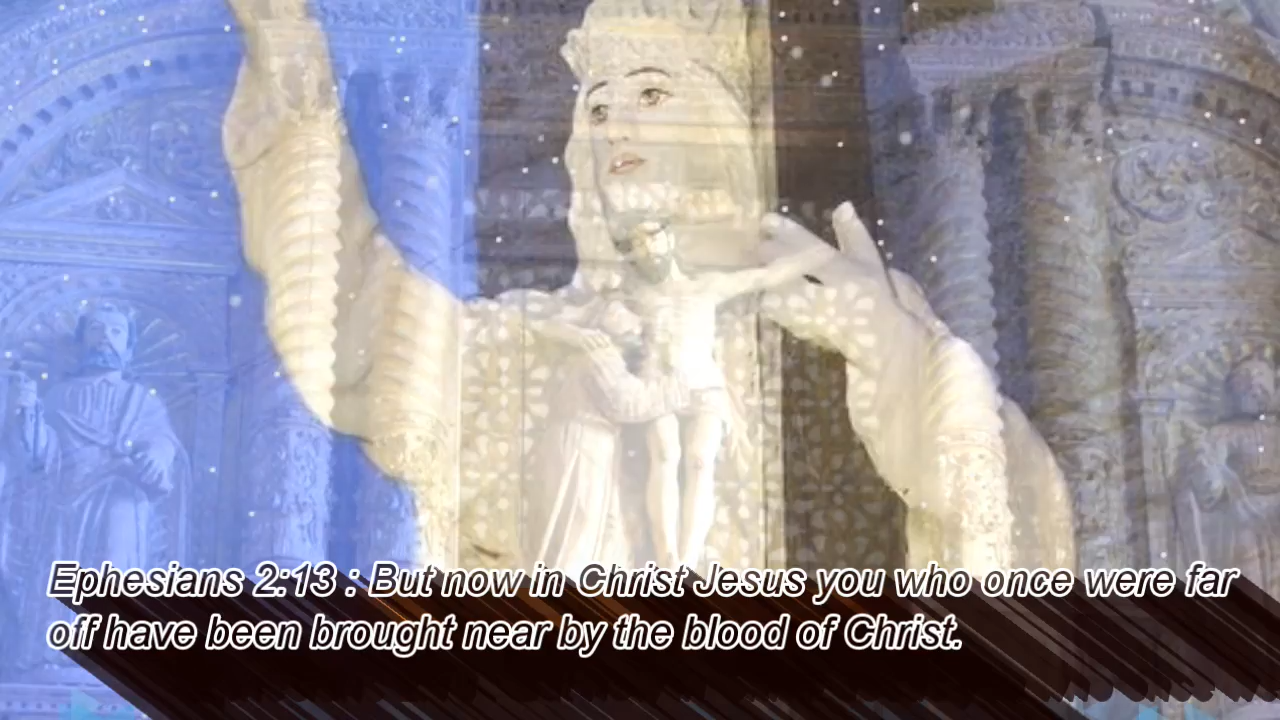 Ephesians 2:13 : But now in Christ Jesus you who once were far
off have been brought near by the blood of Christ.